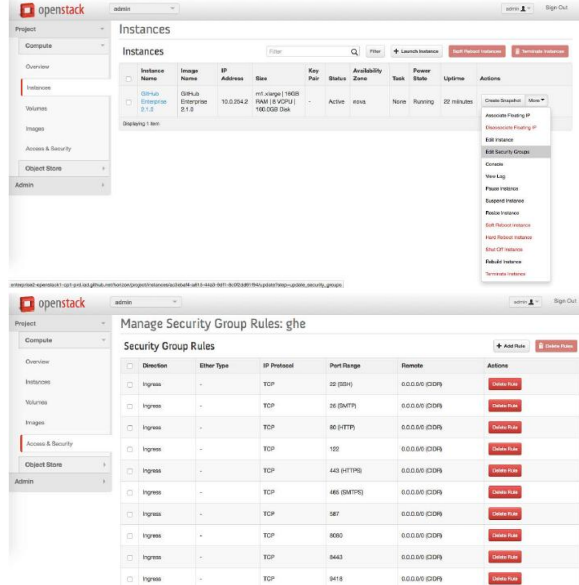 openstack
admin
admin
Sign Out
Project
Compute
Overview
Instances
Volumes
Images
Access & Security
Object Store
Admin
Instances
Instances
Filter
Filter
+ Launch Instance
Soft Reboot Instances
Terminate Instances
Instance Name
Image Name
IP Address
Size
Key Pair
Status
Availability Zone
Task
Power State
Uptime
Actions
GitHub Enterprise 2.1.0
GitHub Enterprise 2.1.0
10.0.254.2
m1.xlarge | 16GB RAM | 8 VCPU | 160.0GB Disk
-
Active
nova
None
Running
22 minutes
Create Snapshot
More
Displaying 1 item
Associate Floating IP
Disassociate Floating IP
Edit Instance
Edit Security Groups
Console
View Log
Pause Instance
Suspend Instance
Resize Instance
Soft Reboot Instance
Hard Reboot Instance
Shut Off Instance
Rebuild Instance
Terminate Instance
openstack
admin
admin
Sign Out
Project
Compute
Overview
Instances
Volumes
Images
Access & Security
Object Store
Admin
Manage Security Group Rules: ghe
Security Group Rules
+ Add Rule
Delete Rules
Direction Ether Type IP Protocol Port Range Remote Actions
Ingress - TCP 22 (SSH) 0.0.0.0/0 (CIDR) Delete Rule
Ingress - TCP 25 (SMTP) 0.0.0.0/0 (CIDR) Delete Rule
Ingress - TCP 80 (HTTP) 0.0.0.0/0 (CIDR) Delete Rule
Ingress - TCP 122 0.0.0.0/0 (CIDR) Delete Rule
Ingress - TCP 443 (HTTPS) 0.0.0.0/0 (CIDR) Delete Rule
Ingress - TCP 465 (SMTPS) 0.0.0.0/0 (CIDR) Delete Rule
Ingress - TCP 587 0.0.0.0/0 (CIDR) Delete Rule
Ingress - TCP 8080 0.0.0.0/0 (CIDR) Delete Rule
Ingress - TCP 8443 0.0.0.0/0 (CIDR) Delete Rule
Ingress - TCP 9418 0.0.0.0/0 (CIDR) Delete Rule